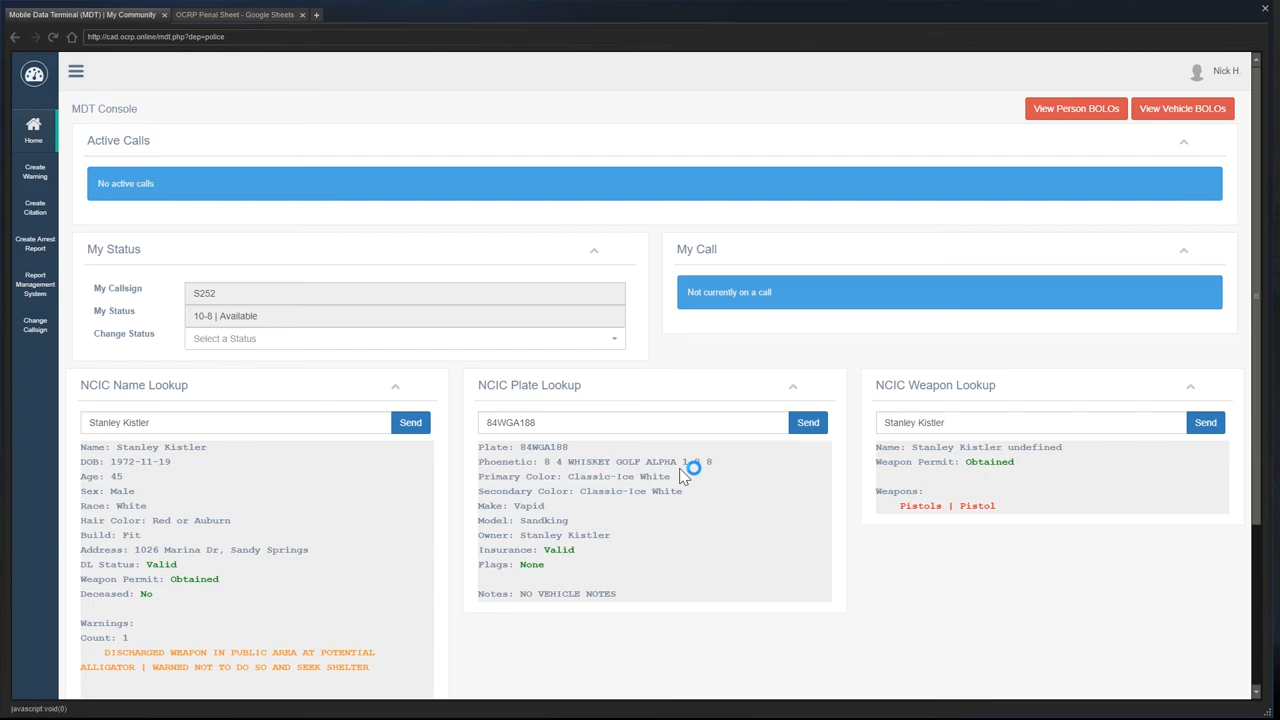 Mobile Data Terminal (MDT) | My Community
OCRP Penal Sheet - Google Sheets
http://cad.ocrp.online/mdt.php?dep=police
Nick H.
MDT Console
View Person BOLOs
View Vehicle BOLOs
Home
Create
Warning
Create
Citation
Create Arrest
Report
Report
Management
System
Change
Callsign
Active Calls
No active calls
My Status
My Callsign
S252
My Status
10-8 | Available
Change Status
Select a Status
My Call
Not currently on a call
NCIC Name Lookup
Stanley Kistler
Send
Name: Stanley Kistler
DOB: 1972-11-19
Age: 45
Sex: Male
Race: White
Hair Color: Red or Auburn
Build: Fit
Address: 1026 Marina Dr, Sandy Springs
DL Status: Valid
Weapon Permit: Obtained
Deceased: No
Warnings:
Count: 1
DISCHARGED WEAPON IN PUBLIC AREA AT POTENTIAL
ALLIGATOR | WARNED NOT TO DO SO AND SEEK SHELTER
NCIC Plate Lookup
84WGA188
Send
Plate: 84WGA188
Phoenetic: 8 4 WHISKEY GOLF ALPHA 1 8 8
Primary Color: Classic-Ice White
Secondary Color: Classic-Ice White
Make: Vapid
Model: Sandking
Owner: Stanley Kistler
Insurance: Valid
Flags: None
Notes: NO VEHICLE NOTES
NCIC Weapon Lookup
Stanley Kistler
Send
Name: Stanley Kistler undefined
Weapon Permit: Obtained
Weapons:
Pistols | Pistol
javascript:void(0)